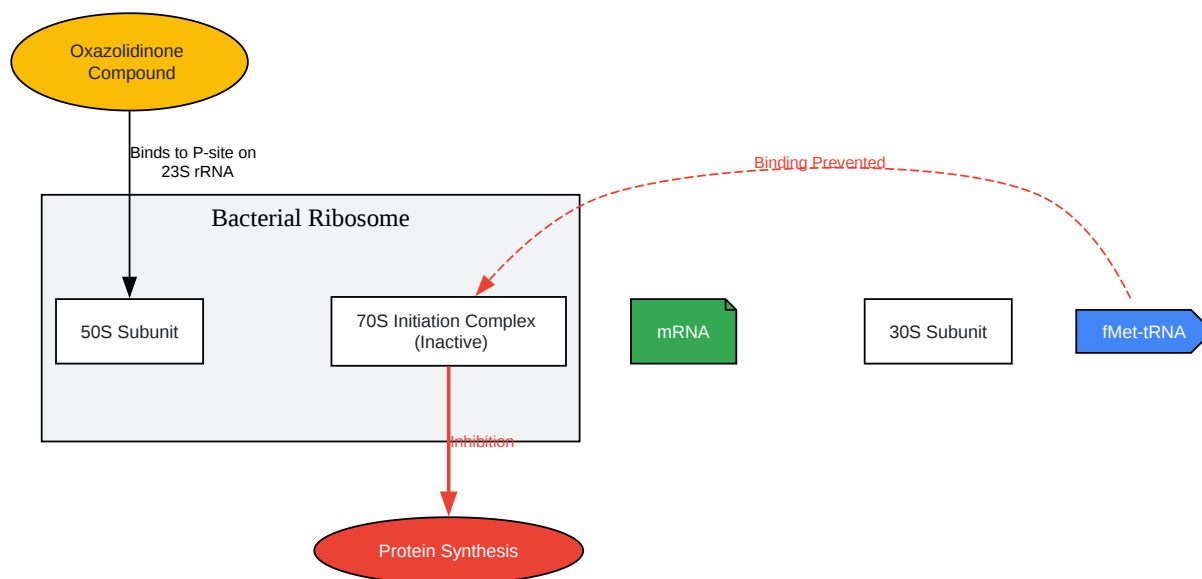 Oxazolidinone
Compound
Binds to P-site on
23S rRNA
Binding Prevented
Bacterial Ribosome
50S Subunit
70S Initiation Complex
(Inactive)
mRNA
30S Subunit
fMet-tRNA
Inhibition
Protein Synthesis